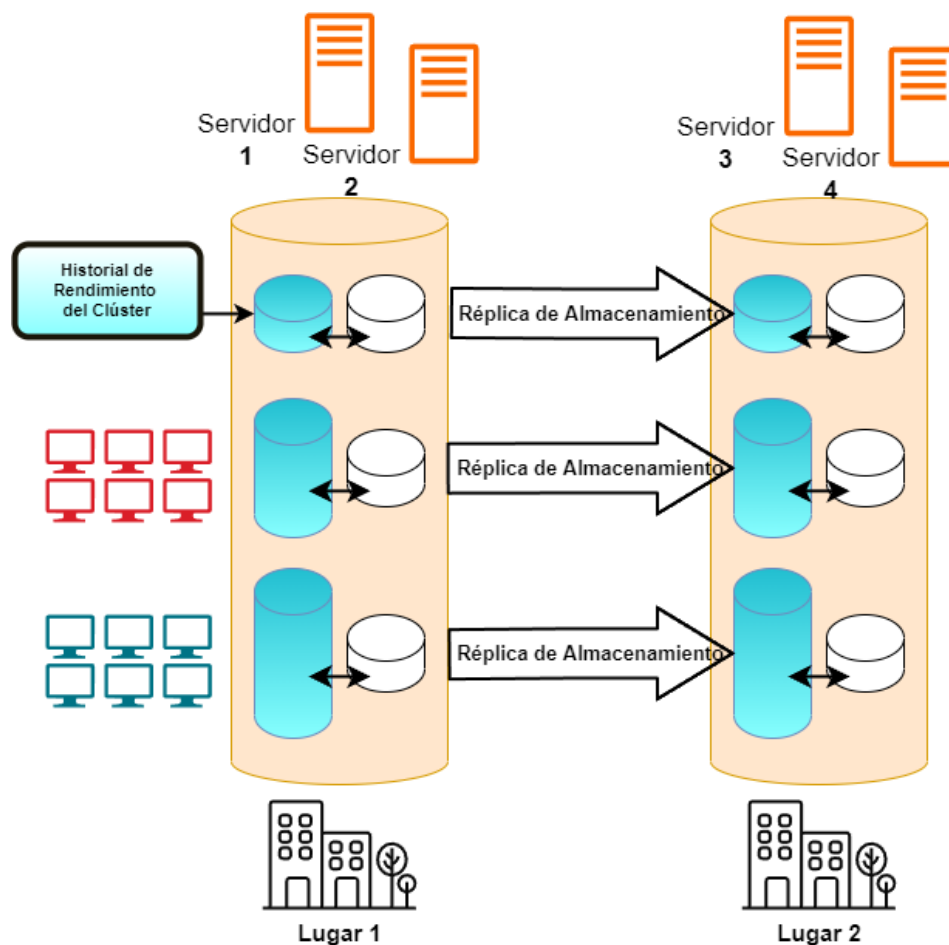 Servidor
1
Servidor
2
Servidor
3
Servidor
4
Historial de
Rendimiento
del Clúster
Réplica de Almacenamiento
Réplica de Almacenamiento
Réplica de Almacenamiento
Lugar 1
Lugar 2